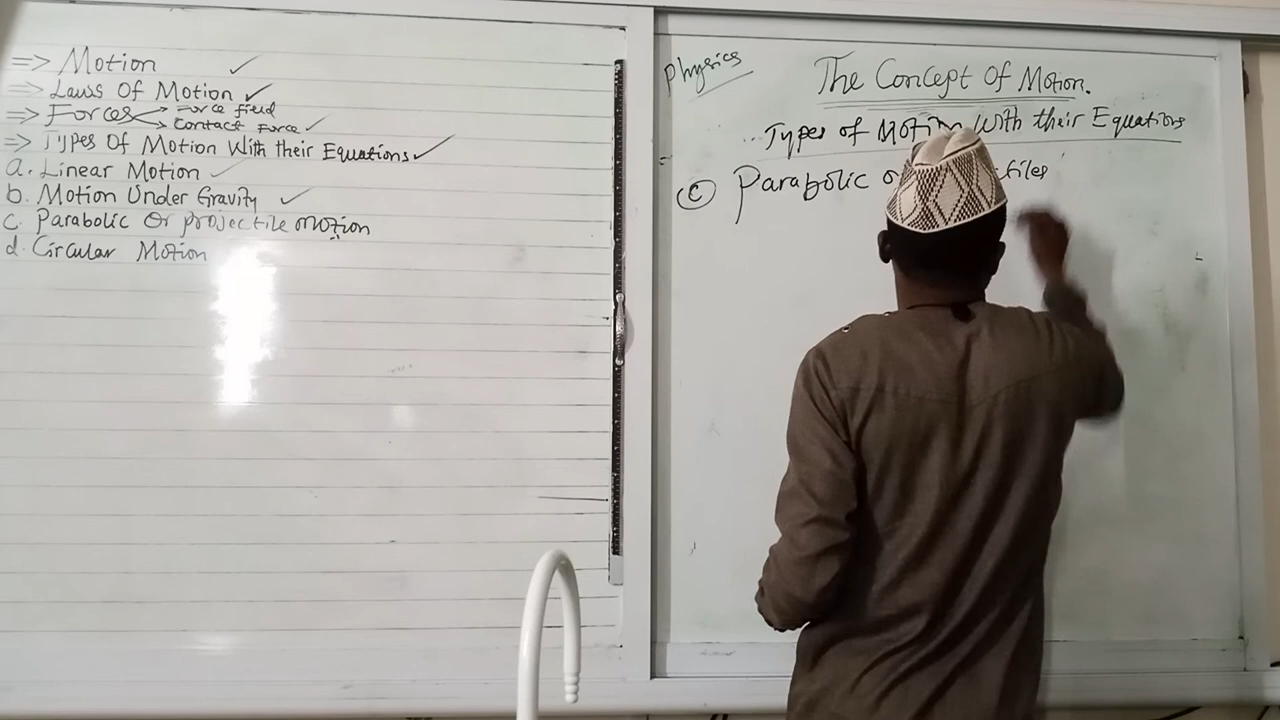 => Motion ✓
=> Laws Of Motion ✓
=> Forces → Force field
→ Contact Force ✓
=> Types Of Motion With their Equations ✓
a. Linear Motion ✓
b. Motion Under Gravity ✓
c. Parabolic Or projectile motion
d. Circular Motion
Physics
The Concept Of Motion.
Types of Motion With their Equations
(c) Parabolic